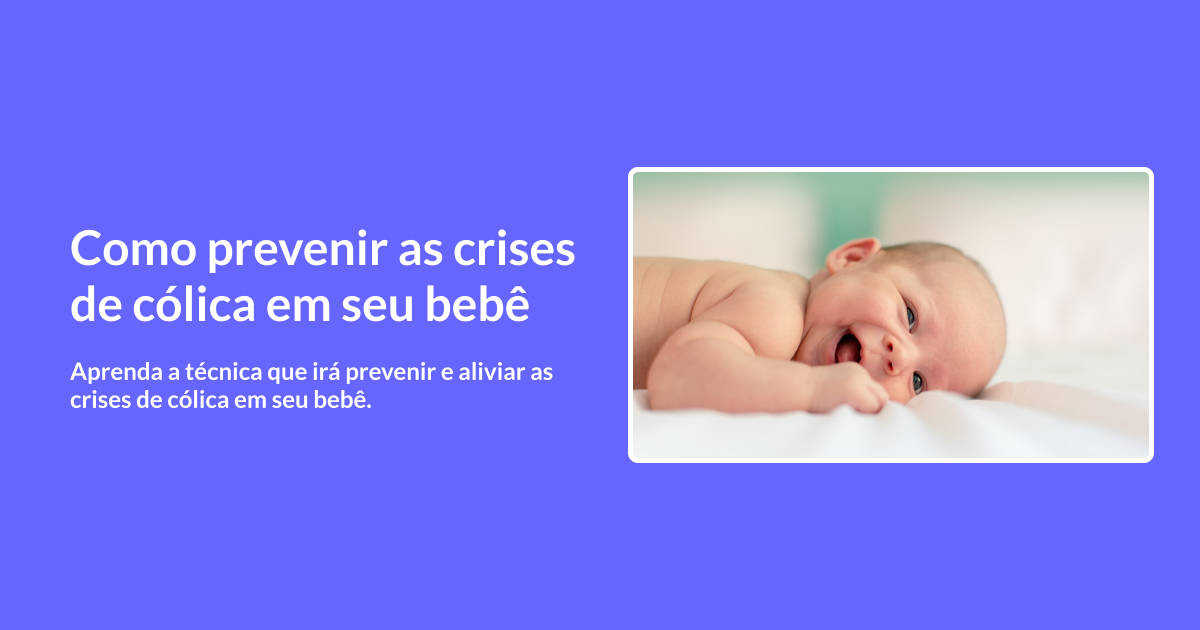 Como prevenir as crises
de cólica em seu bebê
Aprenda a técnica que irá prevenir e aliviar as
crises de cólica em seu bebê.